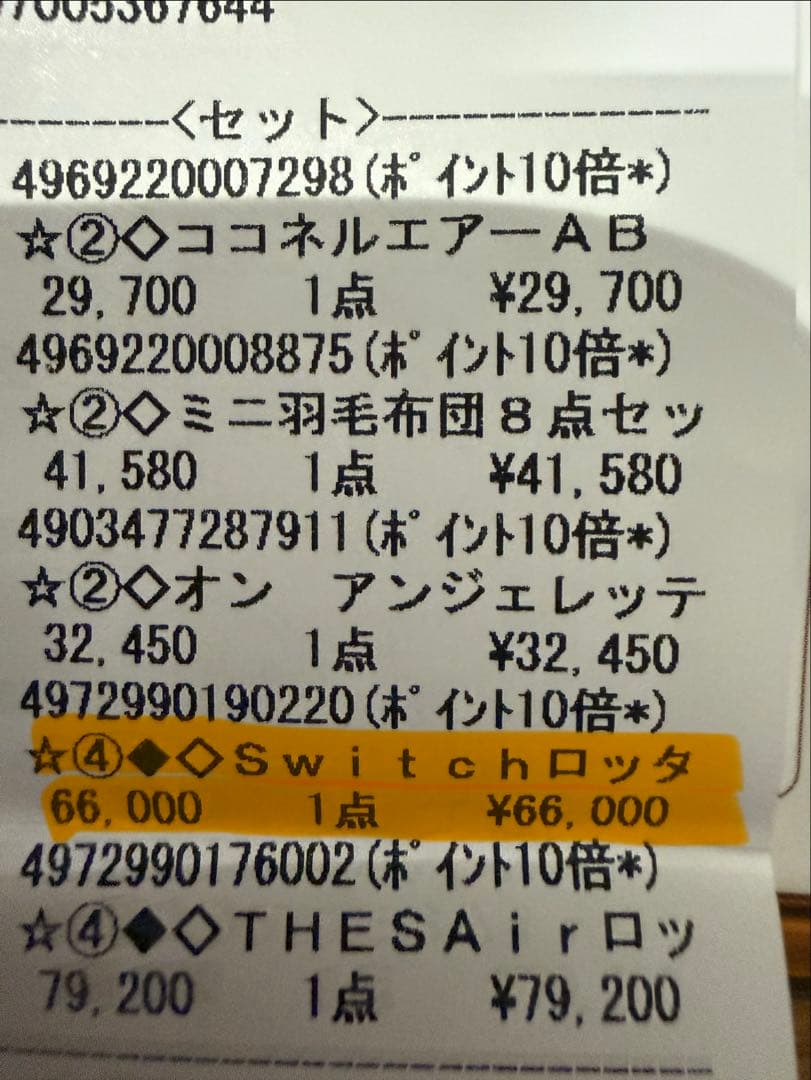 <セット>
4969220007298(ポイント10倍*)
☆②◇ココネルエアーAB
29,700 1点 ¥29,700
4969220008875(ポイント10倍*)
☆②◇ミニ羽毛布団8点セッ
41,580 1点 ¥41,580
4903477287911(ポイント10倍*)
☆②◇オン アンジェレッテ
32,450 1点 ¥32,450
4972990190220(ポイント10倍*)
☆④◆◇Switchロッタ
66,000 1点 ¥66,000
4972990176002(ポイント10倍*)
☆④◆◇THESAirロッ
79,200 1点 ¥79,200